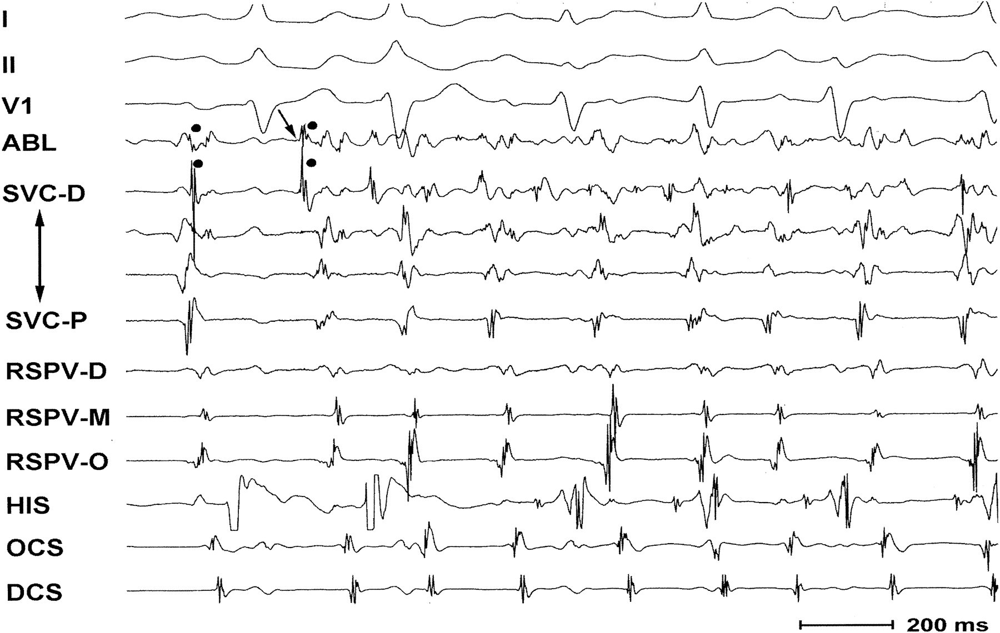 I
II
V1
ABL
SVC-D
SVC-P
RSPV-D
RSPV-M
RSPV-O
HIS
OCS
DCS
200 ms